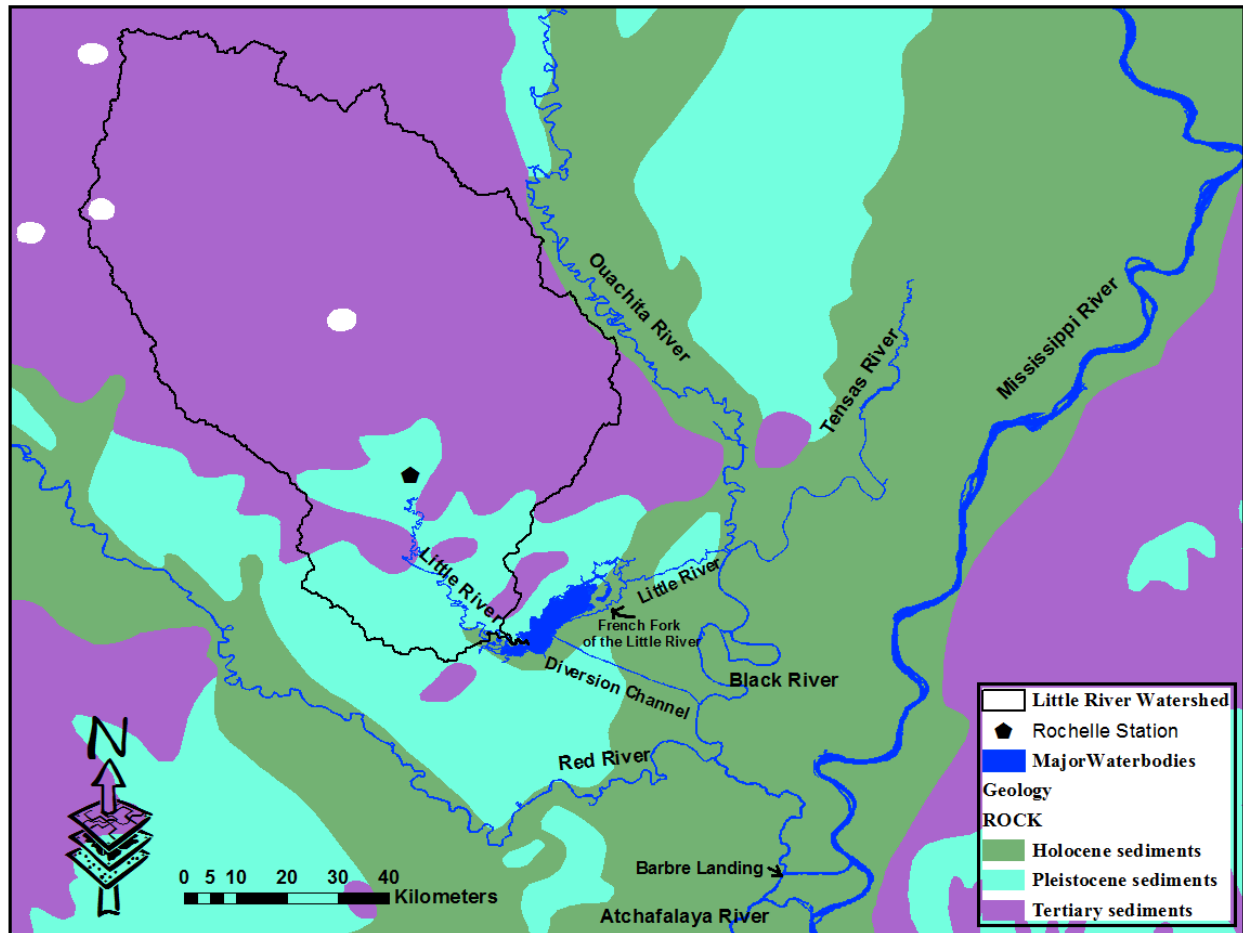 Ouachita River
Tensas River
Mississippi River
Little River
Little River
French Fork
of the Little River
Diversion Channel
Black River
Red River
Barbre Landing
Atchafalaya River
N
0 5 10 20 30 40
Kilometers
Little River Watershed
Rochelle Station
MajorWaterbodies
Geology
ROCK
Holocene sediments
Pleistocene sediments
Tertiary sediments